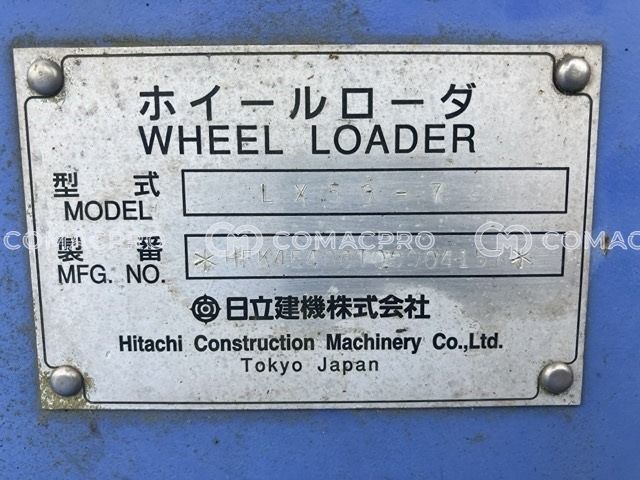 ホイールローダ
WHEEL LOADER
型 式
MODEL
製 番
MFG. NO.
日立建機株式会社
Hitachi Construction Machinery Co.,Ltd.
Tokyo Japan
COMACPRO
COMACPRO
COMACPRO